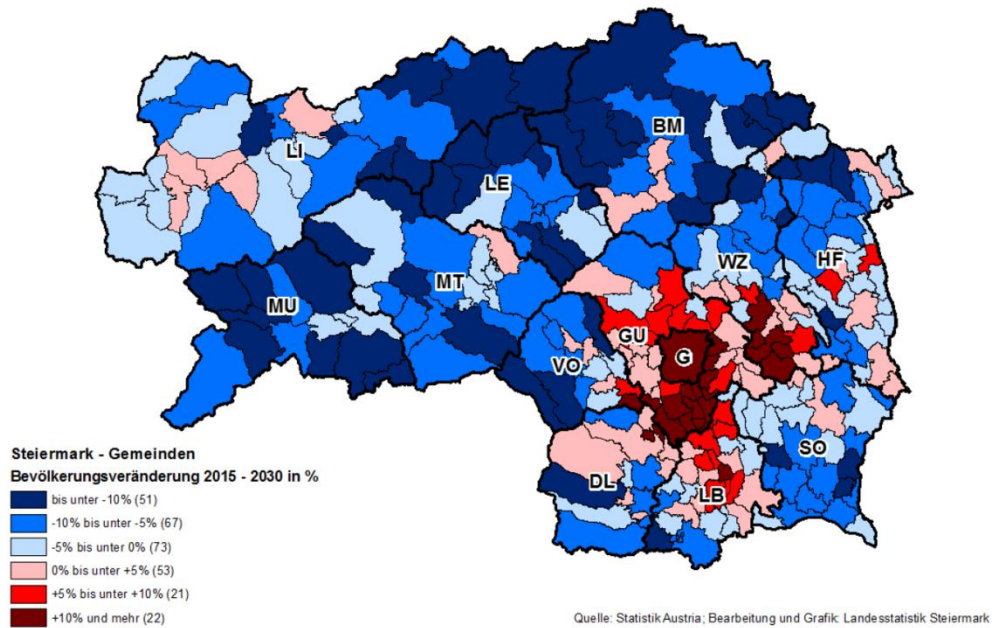 BM
LI
LE
WZ
HF
MT
MU
GU
G
VO
SO
DL
LB
Steiermark - Gemeinden
Bevölkerungsveränderung 2015 - 2030 in %
bis unter -10% (51)
-10% bis unter -5% (67)
-5% bis unter 0% (73)
0% bis unter +5% (53)
+5% bis unter +10% (21)
+10% und mehr (22)
Quelle: Statistik Austria; Bearbeitung und Grafik: Landesstatistik Steiermark